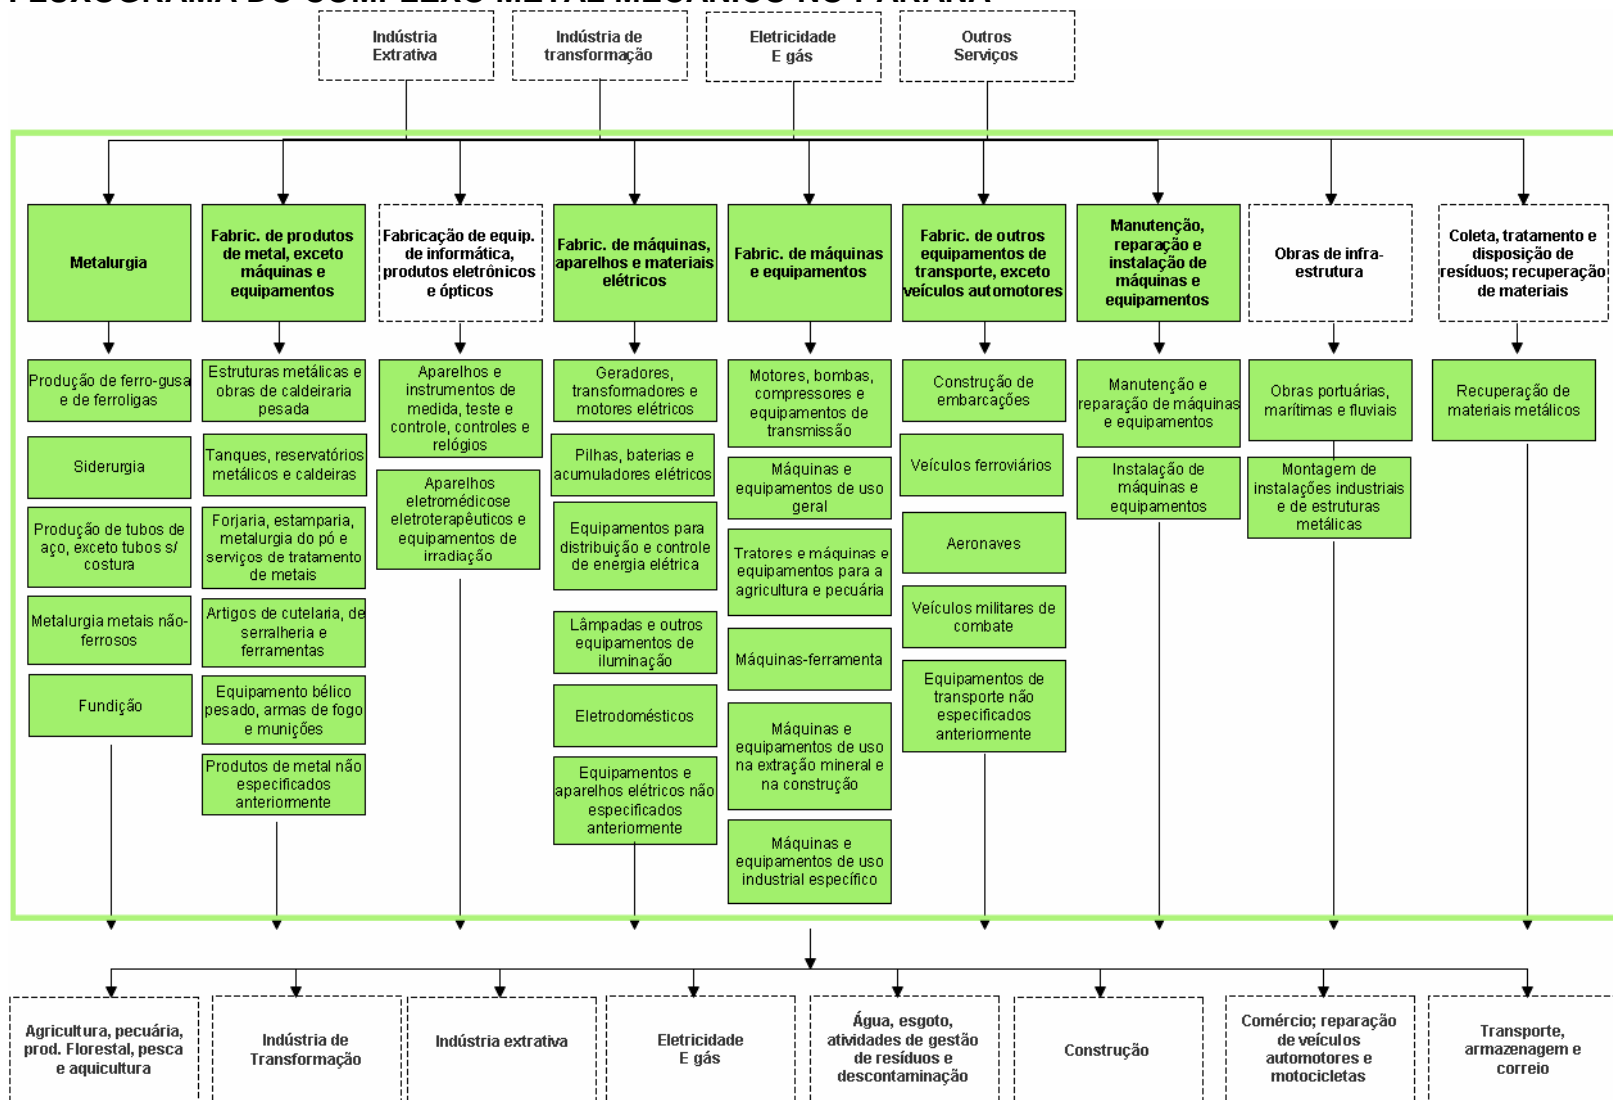 FLUXOGRAMA DO COMPLEXO METAL MECÂNICO NO PARANÁ
Indústria
Extrativa
Indústria de
transformação
Eletricidade
E gás
Outros
Serviços
Metalurgia
Fabric. de produtos
de metal, exceto
máquinas e
equipamentos
Fabricação de equip.
de informática,
produtos eletrônicos
e ópticos
Fabric. de máquinas,
aparelhos e materiais
elétricos
Fabric. de máquinas
e equipamentos
Fabric. de outros
equipamentos de
transporte, exceto
veículos automotores
Manutenção,
reparação e
instalação de
máquinas e
equipamentos
Obras de infra-
estrutura
Coleta, tratamento e
disposição de
resíduos; recuperação
de materiais
Produção de ferro-gusa
e de ferroligas
Siderurgia
Produção de tubos de
aço, exceto tubos s/
costura
Metalurgia metais não-
ferrosos
Fundição
Estruturas metálicas e
obras de caldeiraria
pesada
Tanques, reservatórios
metálicos e caldeiras
Forjaria, estamparia,
metalurgia do pó e
serviços de tratamento
de metais
Artigos de cutelaria, de
serralheria e
ferramentas
Equipamento bélico
pesado, armas de fogo
e munições
Produtos de metal não
especificados
anteriormente
Aparelhos e
instrumentos de
medida, teste e
controle, controles e
relógios
Aparelhos
eletromédicose
eletroterapêuticos e
equipamentos de
irradiação
Geradores,
transformadores e
motores elétricos
Pilhas, baterias e
acumuladores elétricos
Equipamentos para
distribuição e controle
de energia elétrica
Lâmpadas e outros
equipamentos de
iluminação
Eletrodomésticos
Equipamentos e
aparelhos elétricos não
especificados
anteriormente
Motores, bombas,
compressores e
equipamentos de
transmissão
Máquinas e
equipamentos de uso
geral
Tratores e máquinas e
equipamentos para a
agricultura e pecuária
Máquinas-ferramenta
Máquinas e
equipamentos de uso
na extração mineral e
na construção
Máquinas e
equipamentos de uso
industrial específico
Construção de
embarcações
Veículos ferroviários
Aeronaves
Veículos militares de
combate
Equipamentos de
transporte não
especificados
anteriormente
Manutenção e
reparação de máquinas
e equipamentos
Instalação de
máquinas e
equipamentos
Obras portuárias,
marítimas e fluviais
Montagem de
instalações industriais
e de estruturas
metálicas
Recuperação de
materiais metálicos
Agricultura, pecuária,
prod. Florestal, pesca
e aquicultura
Indústria de
Transformação
Indústria extrativa
Eletricidade
E gás
Água, esgoto,
atividades de gestão
de resíduos e
descontaminação
Construção
Comércio; reparação
de veículos
automotores e
motocicletas
Transporte,
armazenagem e
correio